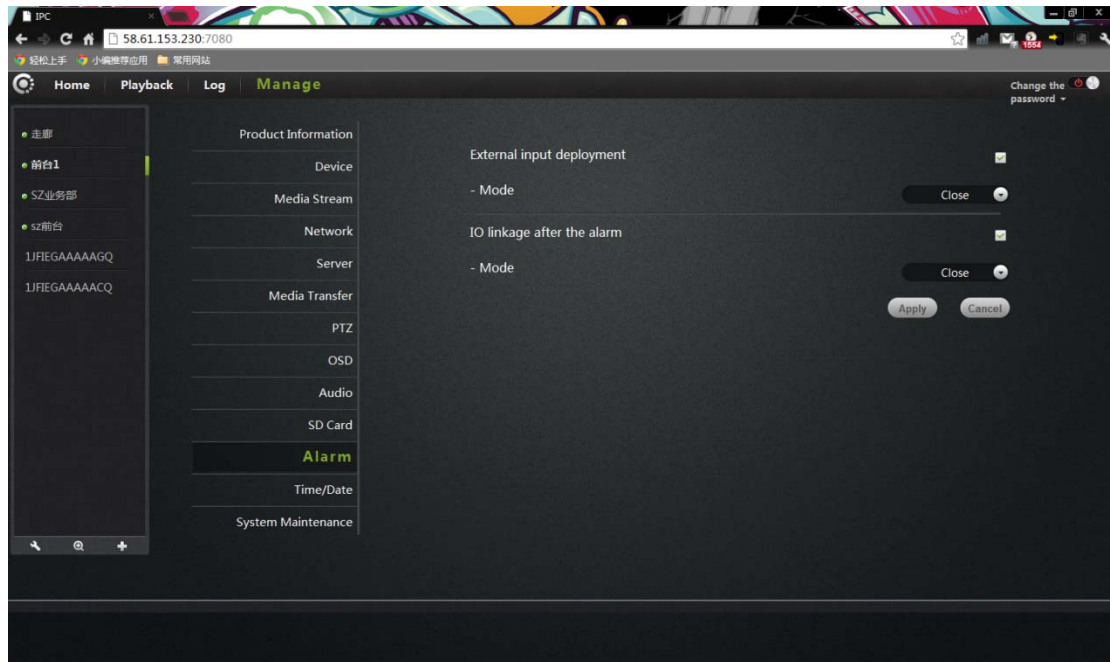 IPC
58.61.153.230:7080
轻松上手 小编推荐应用 常用网站
1554
Home Playback Log Manage
Change the password
走廊
前台1
SZ业务部
sz前台
1JFIEGAAAAAGQ
1JFIEGAAAAACQ
Product Information
Device
Media Stream
Network
Server
Media Transfer
PTZ
OSD
Audio
SD Card
Alarm
Time/Date
System Maintenance
External input deployment
- Mode Close
IO linkage after the alarm
- Mode Close
Apply Cancel